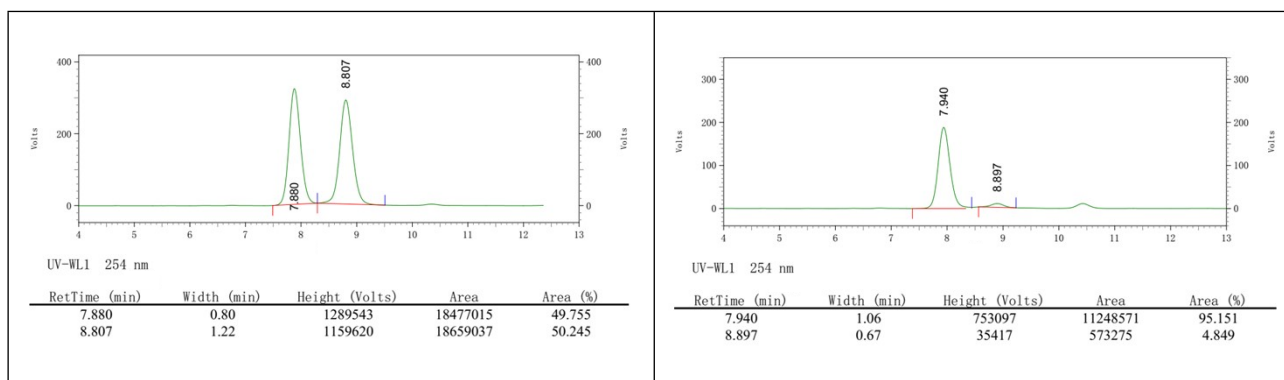 400
200
0
Volts
7.880
8.807
400
200
0
Volts
4 5 6 7 8 9 10 11 12 13
UV-WL1 254 nm
RetTime (min) Width (min) Height (Volts) Area Area (%)
7.880 0.80 1289543 18477015 49.755
8.807 1.22 1159620 18659037 50.245
300
200
100
0
Volts
7.940
8.897
300
200
100
0
Volts
4 5 6 7 8 9 10 11 12 13
UV-WL1 254 nm
RetTime (min) Width (min) Height (Volts) Area Area (%)
7.940 1.06 753097 11248571 95.151
8.897 0.67 35417 573275 4.849